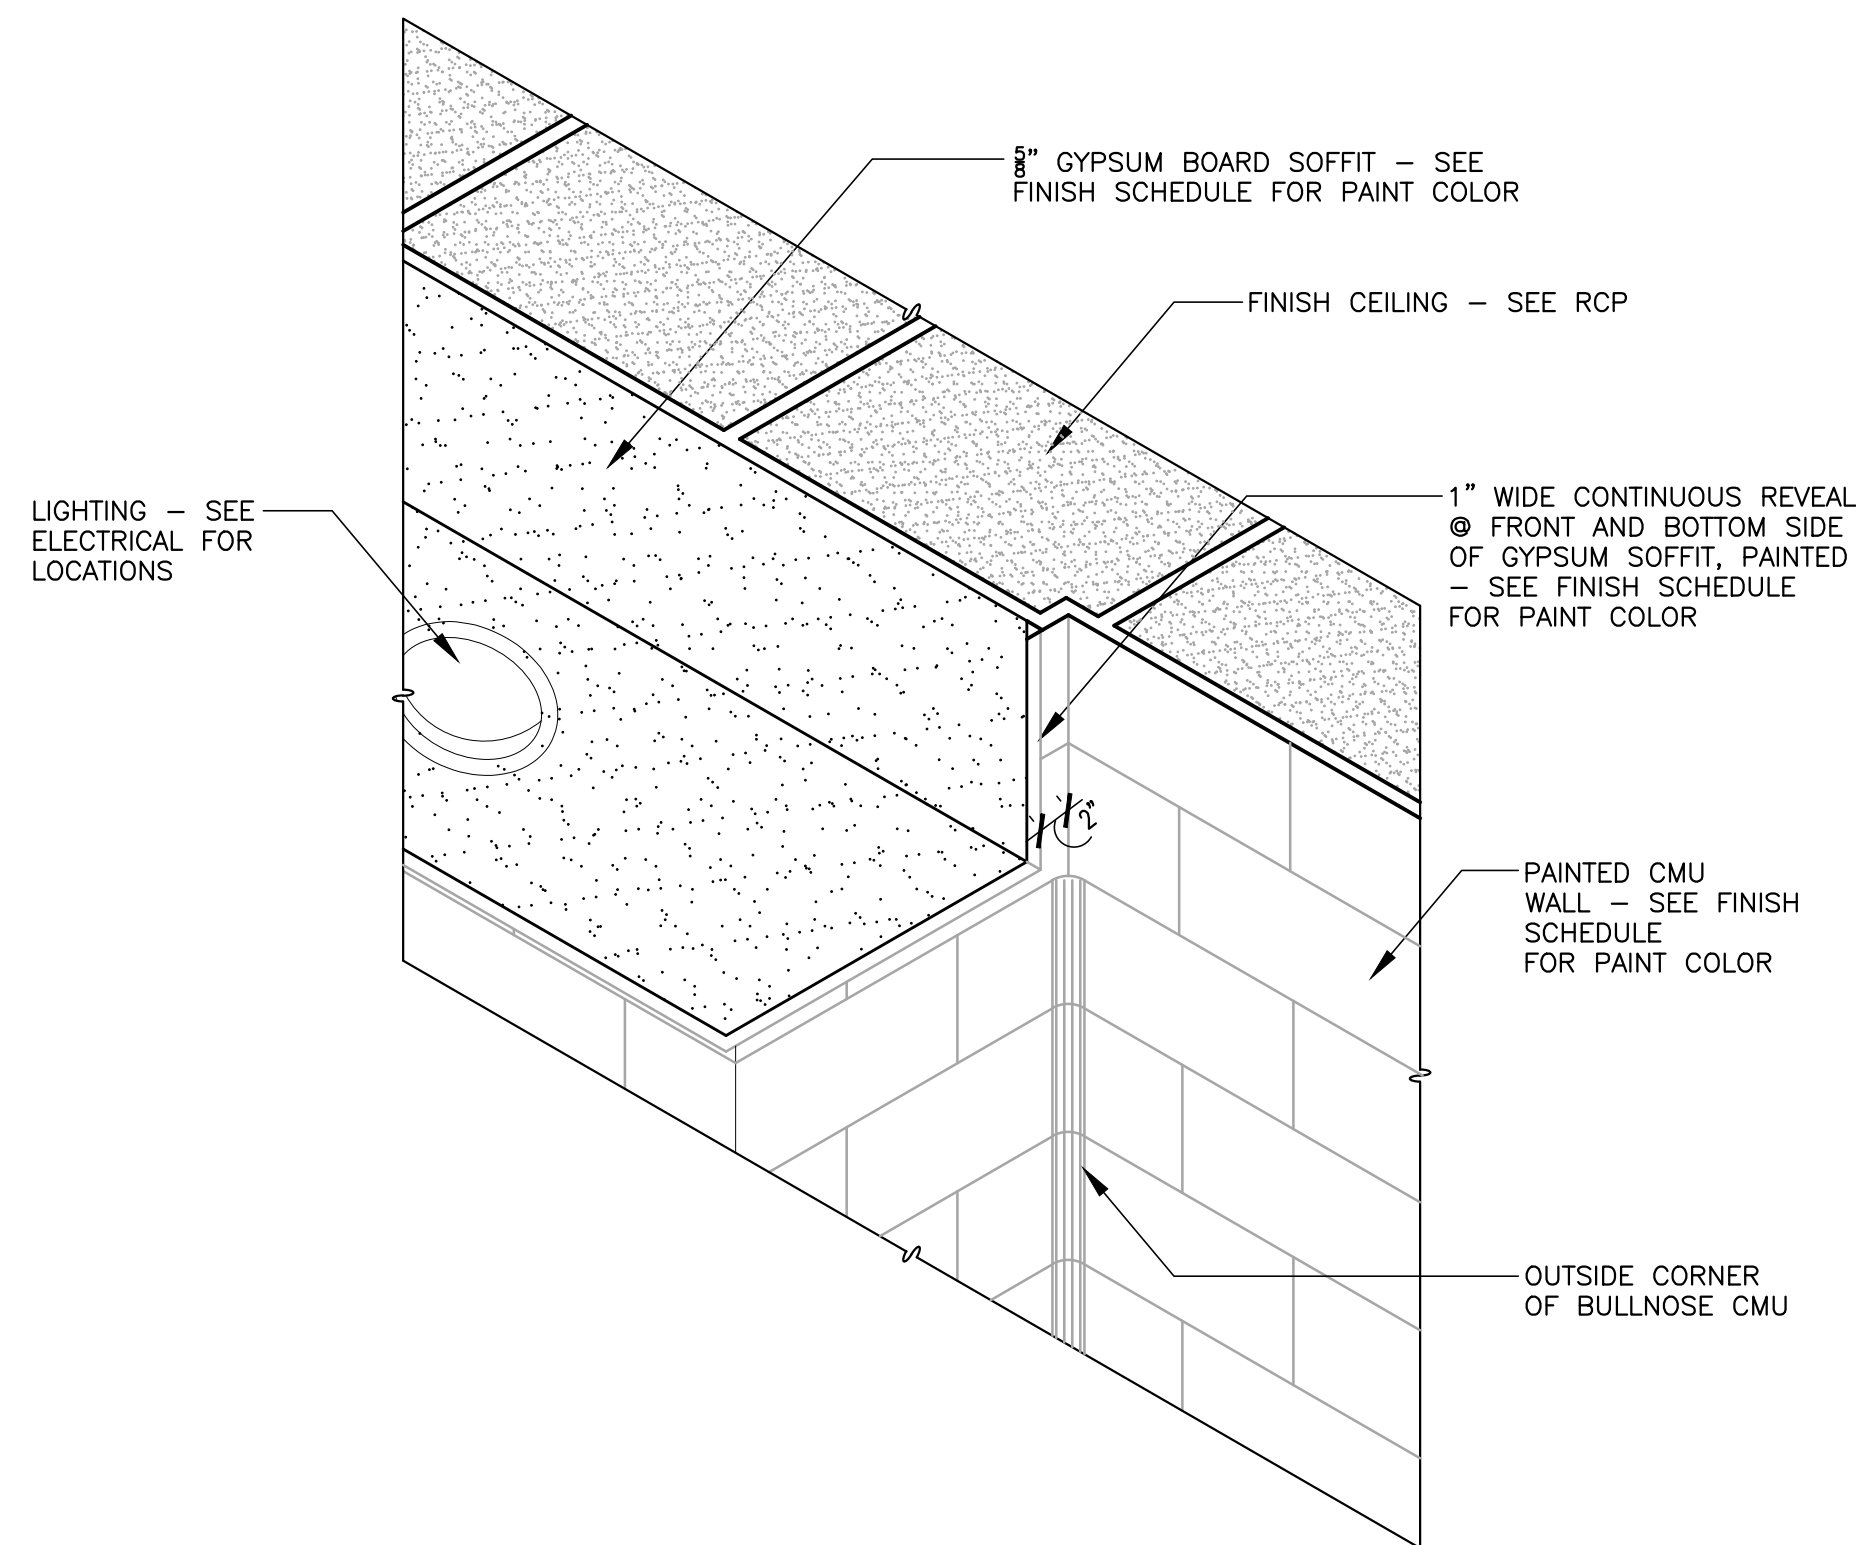 ⅝" GYPSUM BOARD SOFFIT – SEE
FINISH SCHEDULE FOR PAINT COLOR
FINISH CEILING – SEE RCP
LIGHTING – SEE
ELECTRICAL FOR
LOCATIONS
1" WIDE CONTINUOUS REVEAL
@ FRONT AND BOTTOM SIDE
OF GYPSUM SOFFIT, PAINTED
– SEE FINISH SCHEDULE
FOR PAINT COLOR
2"
PAINTED CMU
WALL – SEE FINISH
SCHEDULE
FOR PAINT COLOR
OUTSIDE CORNER
OF BULLNOSE CMU